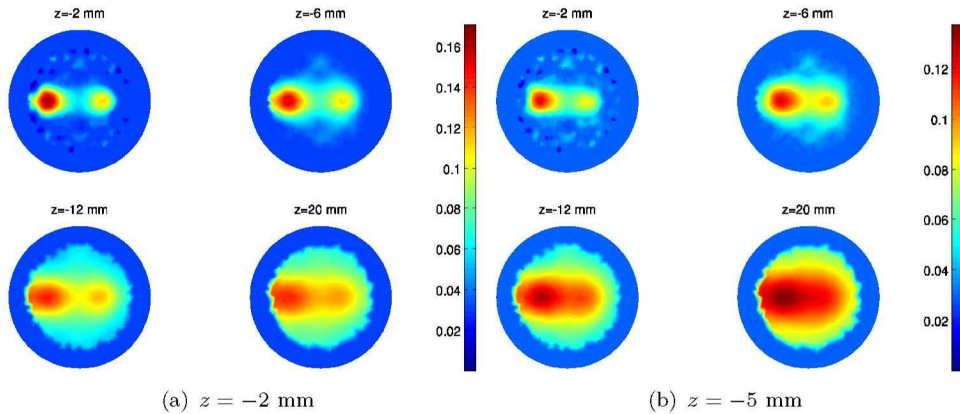 z=-2 mm
z=-6 mm
z=-12 mm
z=20 mm
0.16
0.14
0.12
0.1
0.08
0.06
0.04
0.02
(a) z = −2 mm
z=-2 mm
z=-6 mm
z=-12 mm
z=20 mm
0.12
0.1
0.08
0.06
0.04
0.02
(b) z = −5 mm